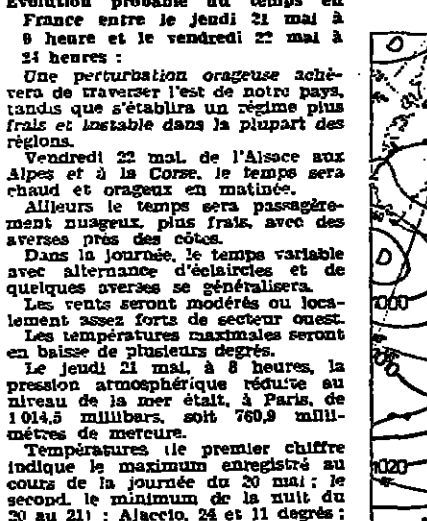 Evolution probable du temps en
France entre le jeudi 21 mai à
0 heure et le vendredi 22 mai à
24 heures :
Une perturbation orageuse achè-
vera de traverser l'est de notre pays,
tandis que s'établira un régime plus
frais et instable dans la plupart des
régions.
Vendredi 22 mai, de l'Alsace aux
Alpes et à la Corse, le temps sera
chaud et orageux en matinée.
Ailleurs le temps sera passagère-
ment nuageux, plus frais, avec des
averses près des côtes.
Dans la journée, le temps variable
avec alternance d'éclaircies et de
quelques averses se généralisera.
Les vents seront modérés ou loca-
lement assez forts de secteur ouest.
Les températures maximales seront
en baisse de plusieurs degrés.
Le jeudi 21 mai, à 8 heures, la
pression atmosphérique réduite au
niveau de la mer était, à Paris, de
1 014,5 millibars, soit 760,9 milli-
mètres de mercure.
Températures (le premier chiffre
indique le maximum enregistré au
cours de la journée du 20 mai ; le
second, le minimum de la nuit du
20 au 21) : Ajaccio, 24 et 11 degrés ;
D
1000
1010
1020